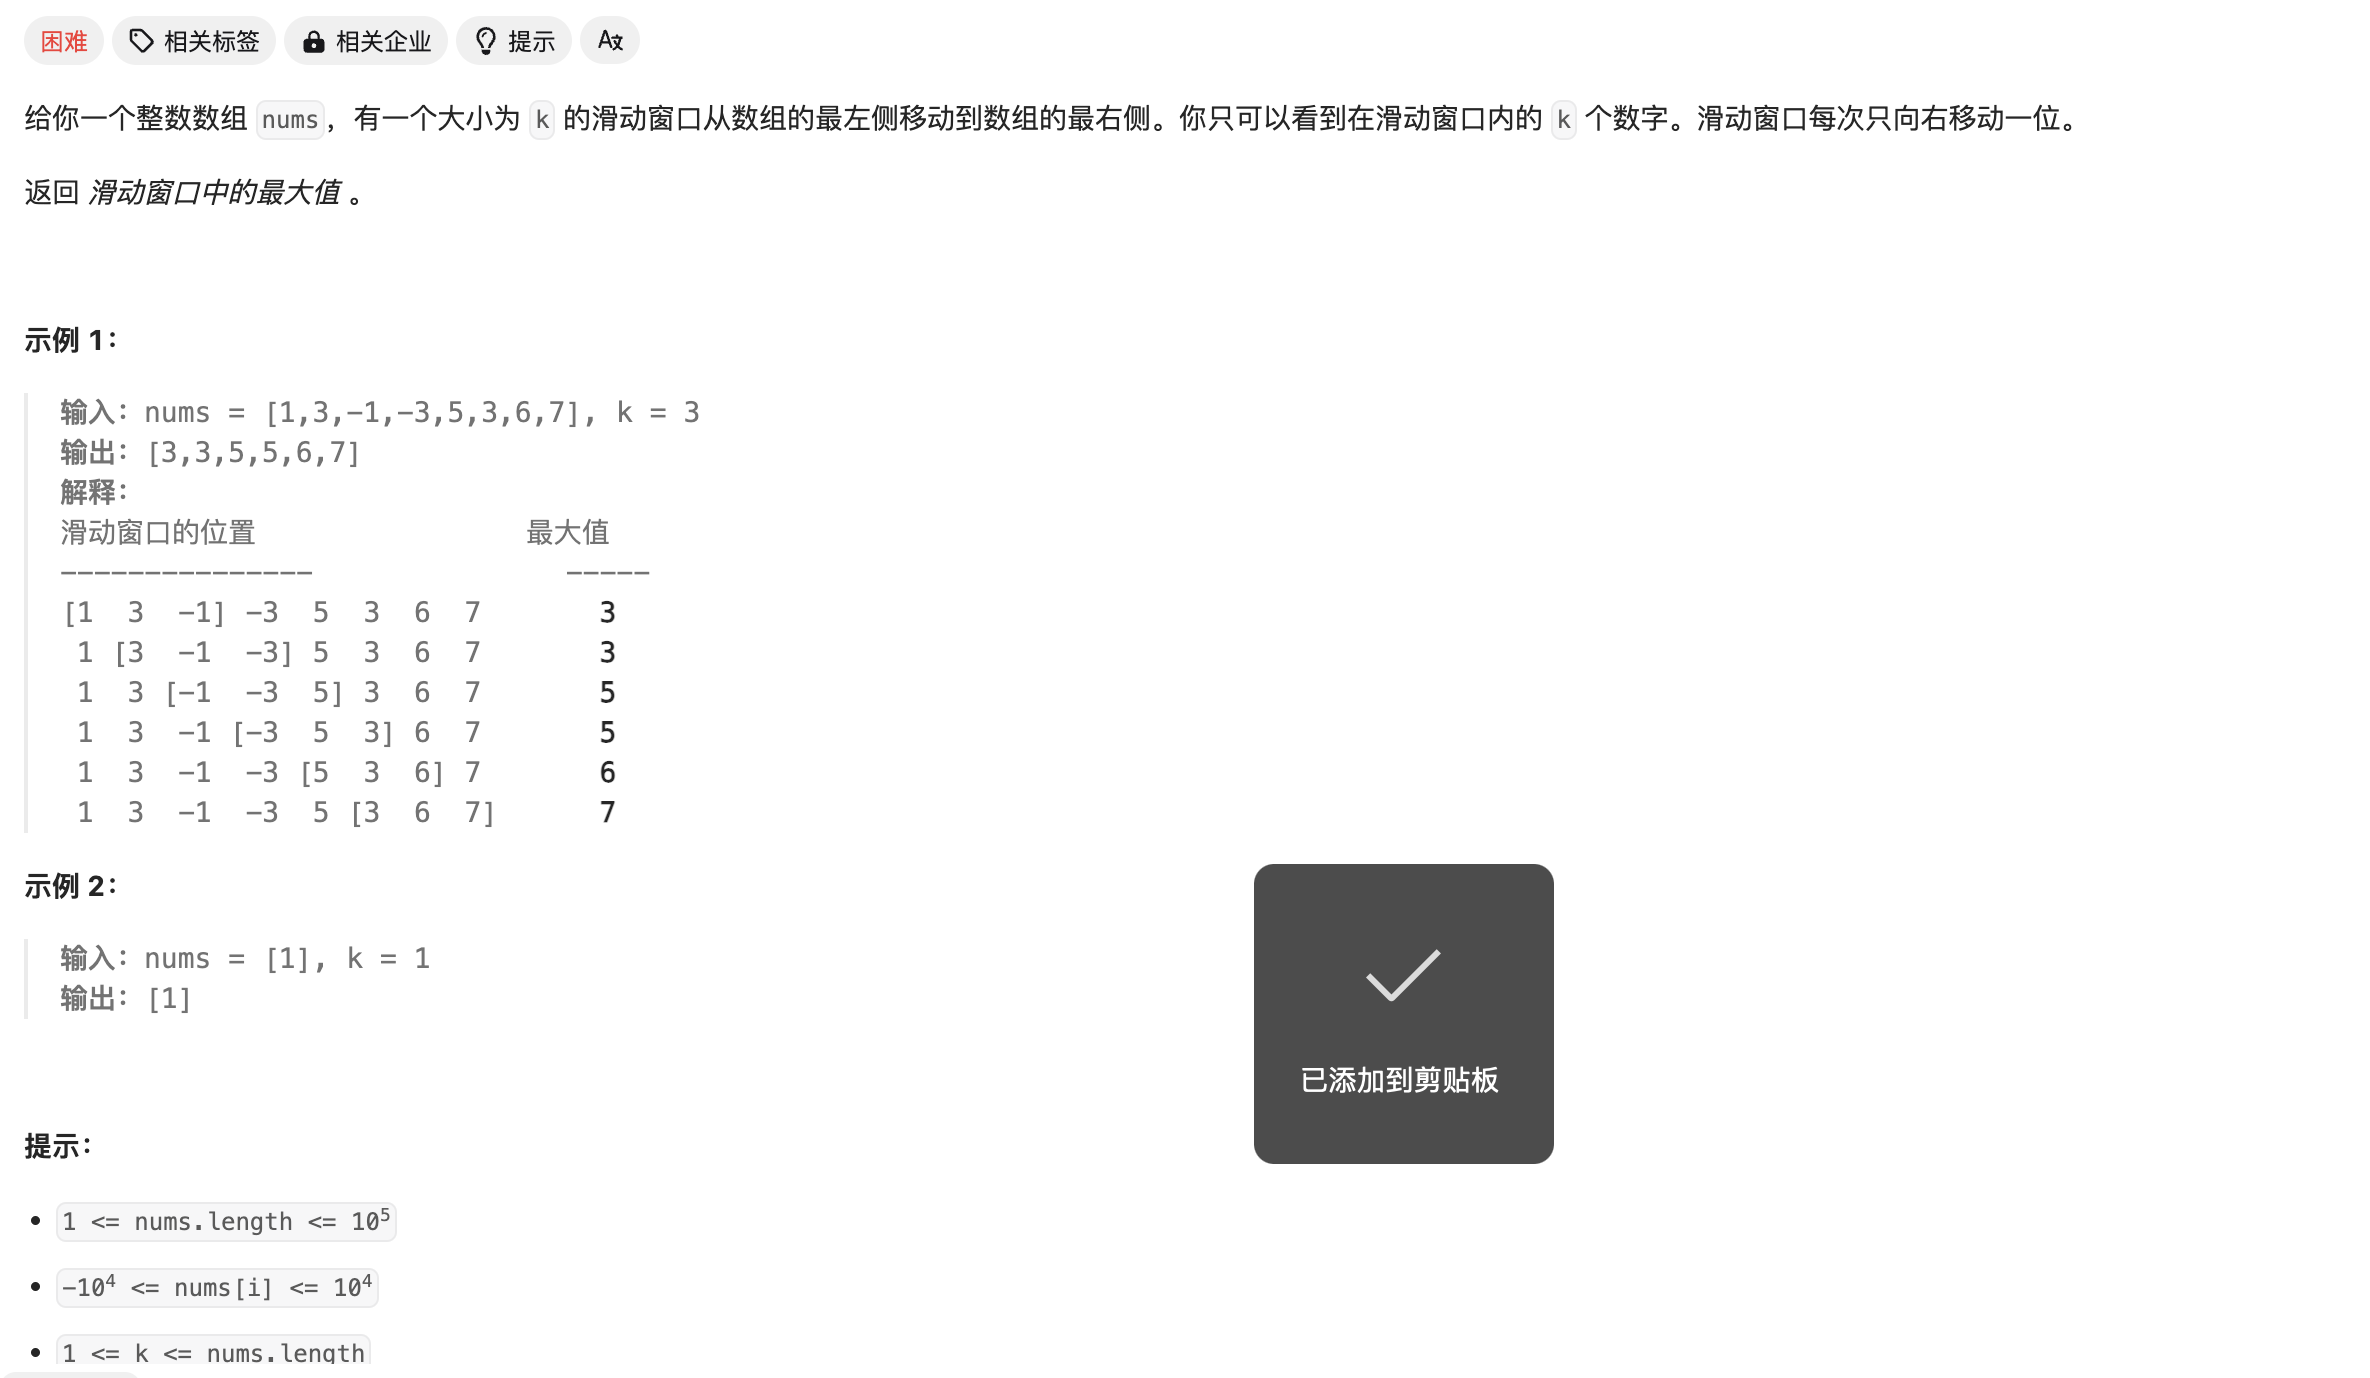 困难 相关标签 相关企业 提示
给你一个整数数组 nums，有一个大小为 k 的滑动窗口从数组的最左侧移动到数组的最右侧。你只可以看到在滑动窗口内的 k 个数字。滑动窗口每次只向右移动一位。
返回 滑动窗口中的最大值 。
示例 1：
输入：nums = [1,3,-1,-3,5,3,6,7], k = 3
输出：[3,3,5,5,6,7]
解释：
滑动窗口的位置                最大值
---------------               -----
[1  3  -1] -3  5  3  6  7       3
 1 [3  -1  -3] 5  3  6  7       3
 1  3 [-1  -3  5] 3  6  7       5
 1  3  -1 [-3  5  3] 6  7       5
 1  3  -1  -3 [5  3  6] 7       6
 1  3  -1  -3  5 [3  6  7]      7
示例 2：
输入：nums = [1], k = 1
输出：[1]
已添加到剪贴板
提示：
• 1 <= nums.length <= 10⁵
• -10⁴ <= nums[i] <= 10⁴
• 1 <= k <= nums.length